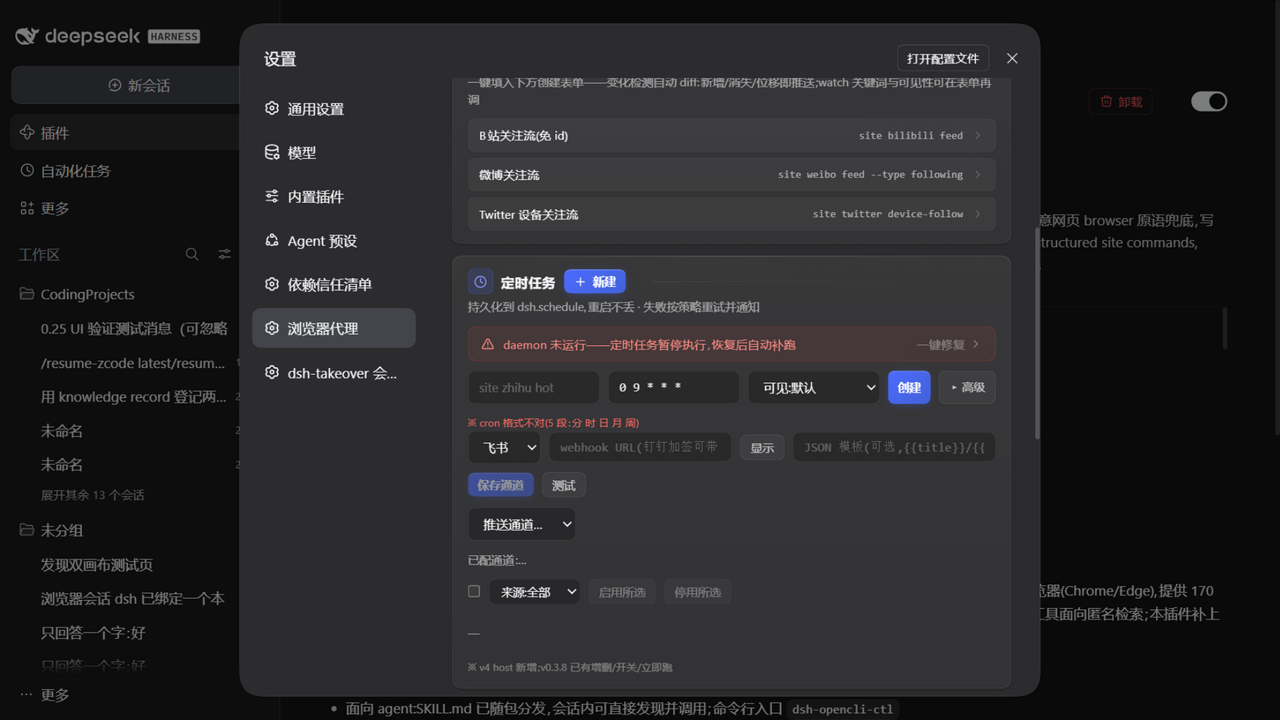 deepseek HARNESS
新会话
插件
自动化任务
更多
工作区
CodingProjects
0.25 UI 验证测试消息（可忽略
/resume-zcode latest/resum...
用 knowledge record 登记两...
未命名
未命名
展开其余 13 个会话
未分组
发现双画布测试页
浏览器会话 dsh 已绑定一个本
只回答一个字:好
只回答一个字:好
更多
设置
打开配置文件
通用设置
模型
内置插件
Agent 预设
依赖信任清单
浏览器代理
dsh-takeover 会...
一键填入下方创建表单——变化检测自动 diff:新增/消失/位移即推送;watch 关键词与可见性可在表单再
调
B站关注流(免 id)
site bilibili feed
微博关注流
site weibo feed --type following
Twitter 设备关注流
site twitter device-follow
定时任务
+ 新建
持久化到 dsh.schedule,重启不丢 · 失败按策略重试并通知
daemon 未运行——定时任务暂停执行,恢复后自动补跑
一键修复
site zhihu hot
0 9 * * *
可见:默认
创建
▸ 高级
※ cron 格式不对(5 段:分 时 日 月 周)
飞书
webhook URL(钉钉加签可带
显示
JSON 模板(可选,{{title}}/{{
保存通道
测试
推送通道...
已配通道:...
来源:全部
启用所选
停用所选
—
※ v4 host 新增;v0.3.8 已有增删/开关/立即跑
卸载
意网页 browser 原语兜底,写
structured site commands,
览器(Chrome/Edge),提供 170
工具面向匿名检索;本插件补上
面向 agent:SKILL.md 已随包分发,会话内可直接发现并调用;命令行入口 dsh-opencli-ctl